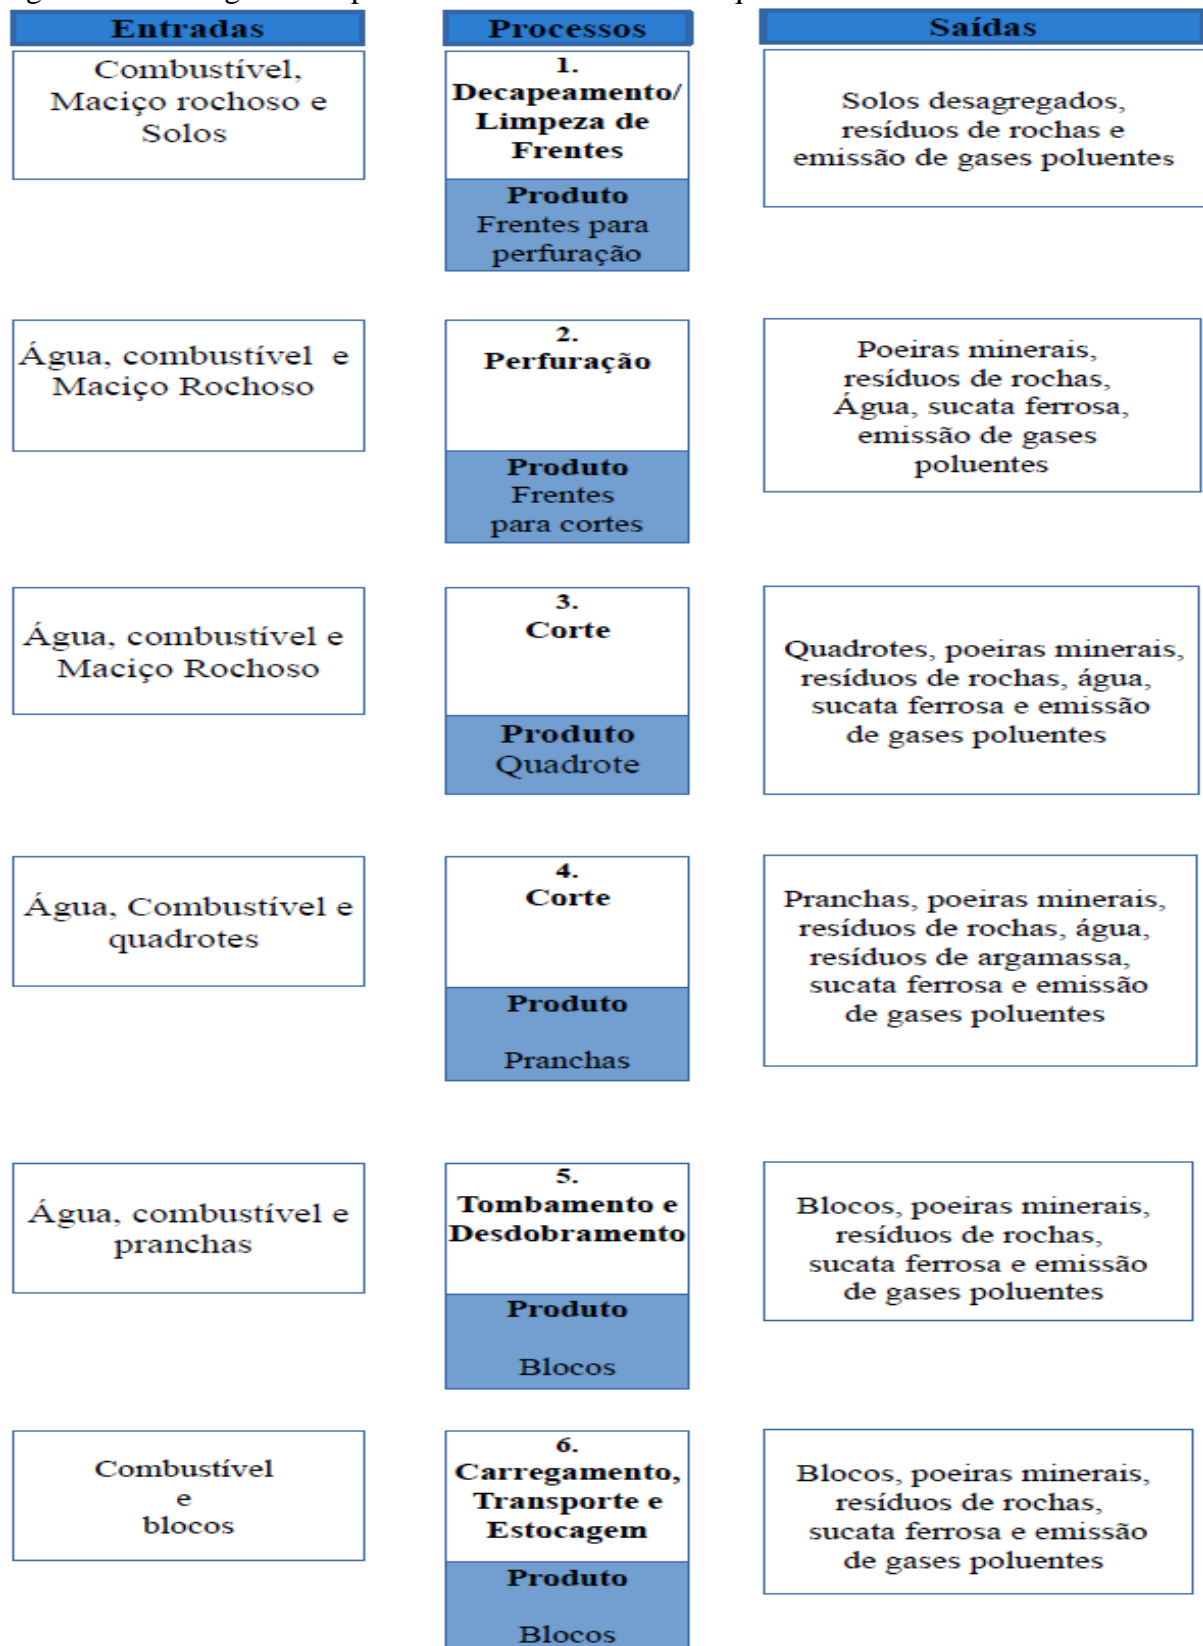 Entradas
Processos
Saídas
Combustível,
Maciço rochoso e
Solos
1.
Decapeamento/
Limpeza de
Frentes
Produto
Frentes para
perfuração
Solos desagregados,
resíduos de rochas e
emissão de gases poluentes
Água, combustível e
Maciço Rochoso
2.
Perfuração
Produto
Frentes
para cortes
Poeiras minerais,
resíduos de rochas,
Água, sucata ferrosa,
emissão de gases
poluentes
Água, combustível e
Maciço Rochoso
3.
Corte
Produto
Quadrote
Quadrotes, poeiras minerais,
resíduos de rochas, água,
sucata ferrosa e emissão
de gases poluentes
Água, Combustível e
quadrotes
4.
Corte
Produto
Pranchas
Pranchas, poeiras minerais,
resíduos de rochas, água,
resíduos de argamassa,
sucata ferrosa e emissão
de gases poluentes
Água, combustível e
pranchas
5.
Tombamento e
Desdobramento
Produto
Blocos
Blocos, poeiras minerais,
resíduos de rochas,
sucata ferrosa e emissão
de gases poluentes
Combustível
e
blocos
6.
Carregamento,
Transporte e
Estocagem
Produto
Blocos
Blocos, poeiras minerais,
resíduos de rochas,
sucata ferrosa e emissão
de gases poluentes